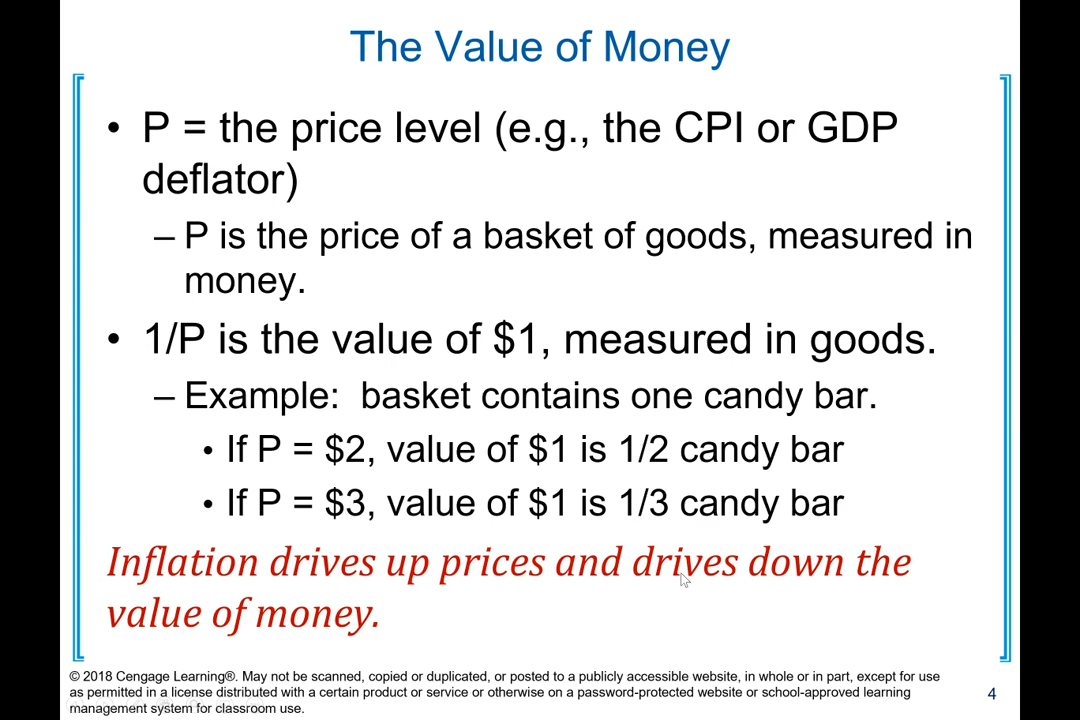 The Value of Money
• P = the price level (e.g., the CPI or GDP
deflator)
– P is the price of a basket of goods, measured in
money.
• 1/P is the value of $1, measured in goods.
– Example:  basket contains one candy bar.
• If P = $2, value of $1 is 1/2 candy bar
• If P = $3, value of $1 is 1/3 candy bar
Inflation drives up prices and drives down the
value of money.
© 2018 Cengage Learning®. May not be scanned, copied or duplicated, or posted to a publicly accessible website, in whole or in part, except for use
as permitted in a license distributed with a certain product or service or otherwise on a password-protected website or school-approved learning
management system for classroom use.
4